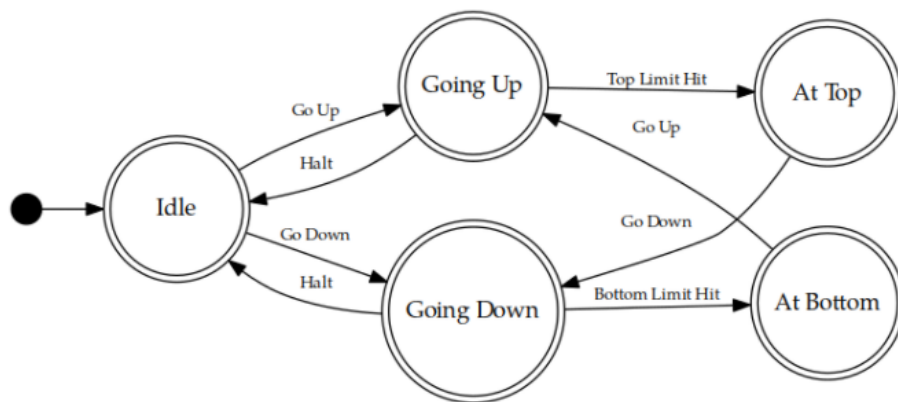 Going Up
Top Limit Hit
At Top
Go Up
Go Up
Halt
Idle
Go Down
Go Down
Halt
Going Down
Bottom Limit Hit
At Bottom